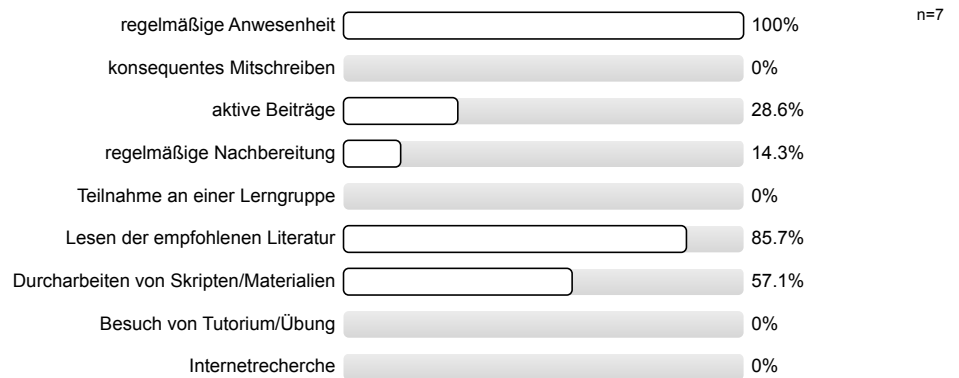 regelmäßige Anwesenheit 100% n=7
konsequentes Mitschreiben 0%
aktive Beiträge 28.6%
regelmäßige Nachbereitung 14.3%
Teilnahme an einer Lerngruppe 0%
Lesen der empfohlenen Literatur 85.7%
Durcharbeiten von Skripten/Materialien 57.1%
Besuch von Tutorium/Übung 0%
Internetrecherche 0%